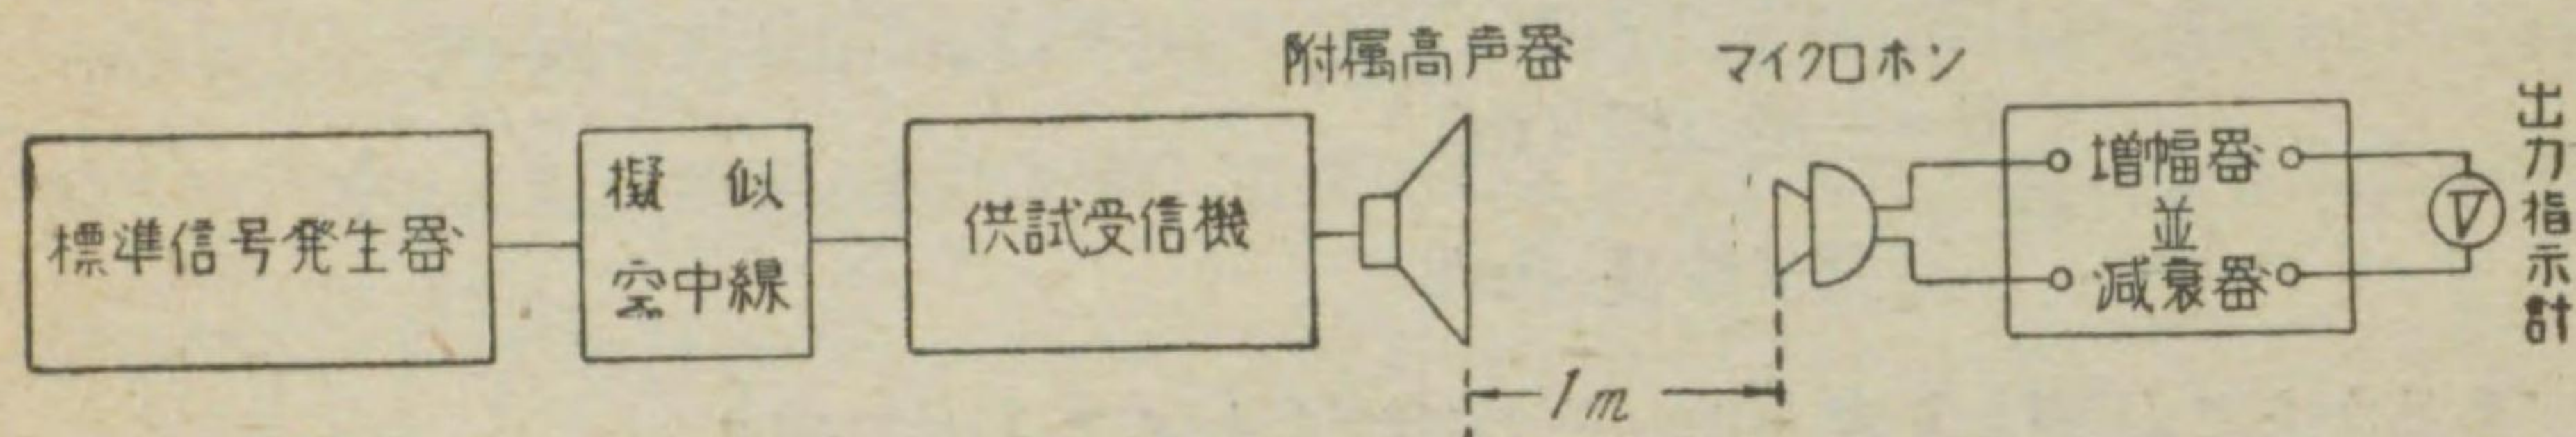 標準信号発生器
擬似
空中線
供試受信機
附属高声器
マイクロホン
増幅器
並
減衰器
V
出力指示計
1m